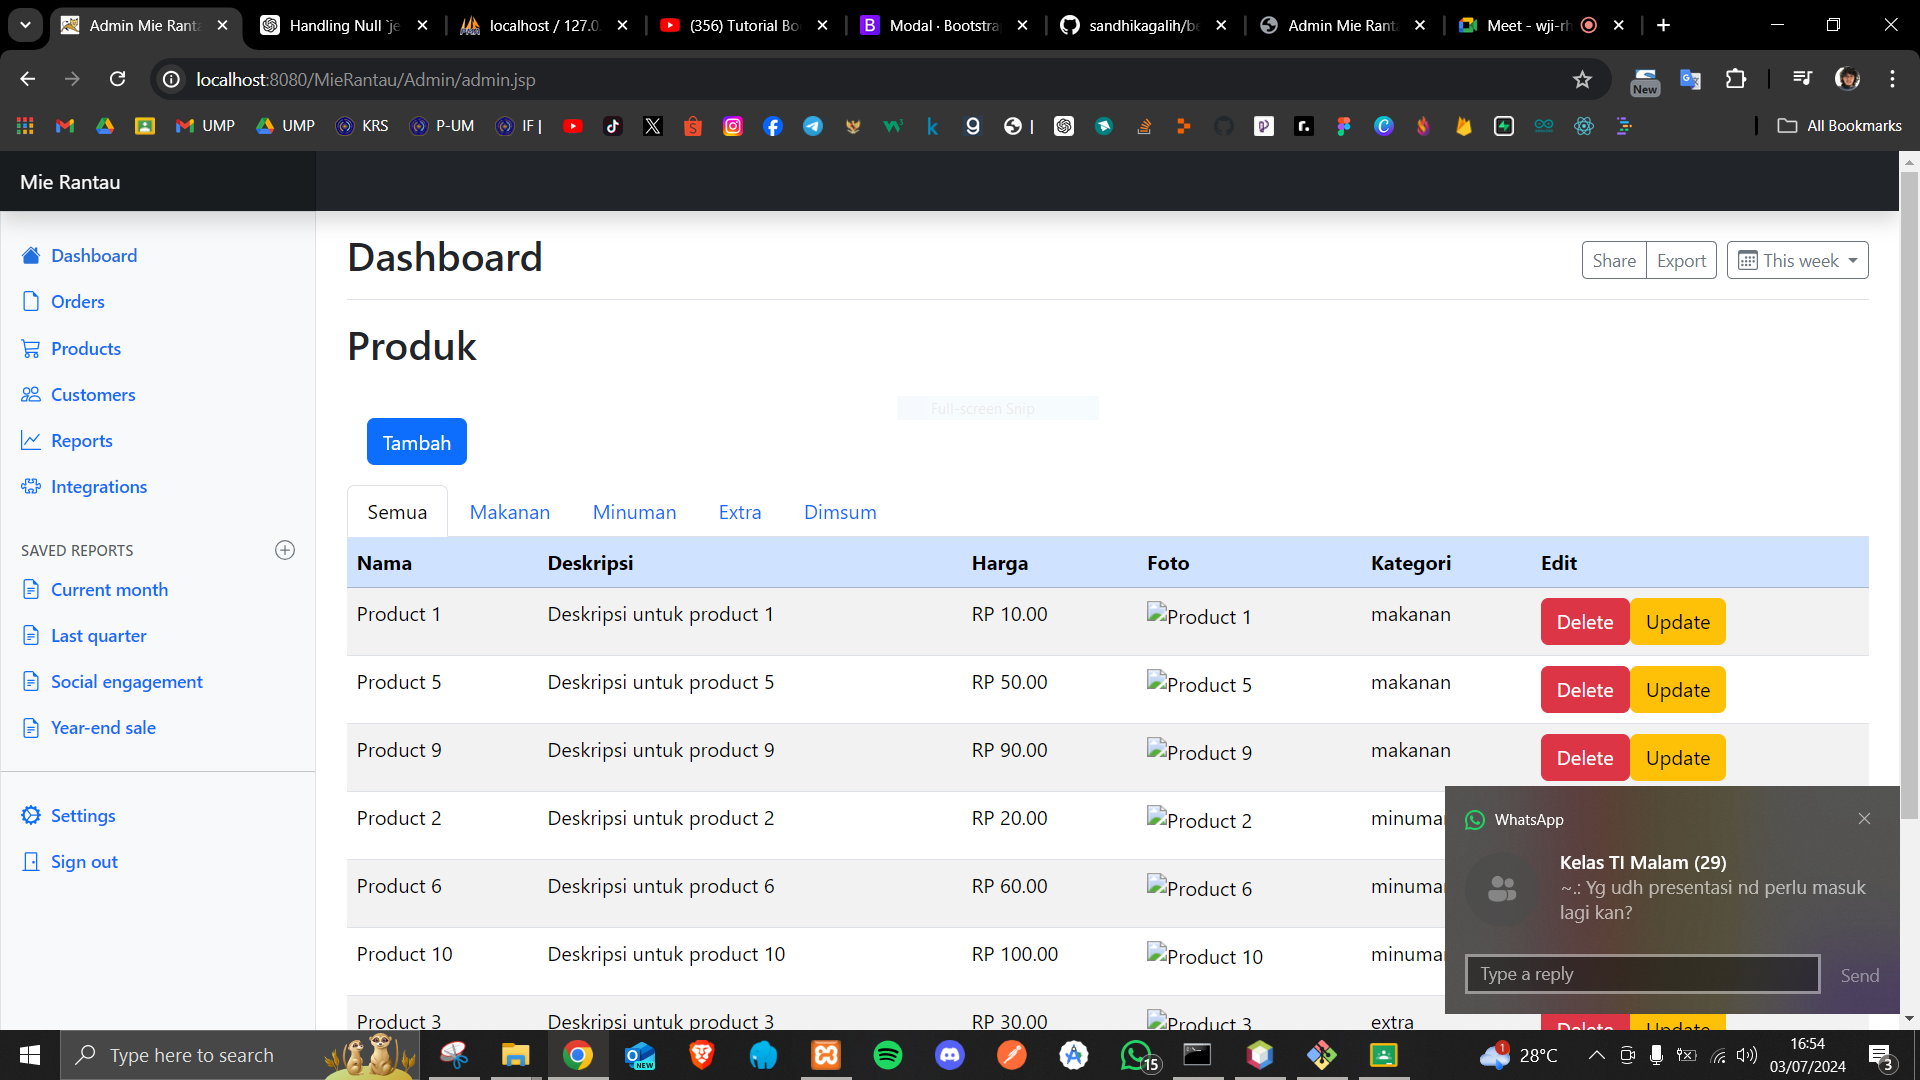 Admin Mie Ranta
Handling Null `je
localhost / 127.0.
(356) Tutorial Bo
Modal · Bootstra
sandhikagalih/be
Admin Mie Ranta
Meet - wji-rh
localhost:8080/MieRantau/Admin/admin.jsp
New
UMP
UMP
KRS
P-UM
IF |
|
All Bookmarks
Mie Rantau
Dashboard
Orders
Products
Customers
Reports
Integrations
SAVED REPORTS
Current month
Last quarter
Social engagement
Year-end sale
Settings
Sign out
Dashboard
Share
Export
This week
Produk
Full-screen Snip
Tambah
Semua Makanan Minuman Extra Dimsum
Nama Deskripsi Harga Foto Kategori Edit
Product 1 Deskripsi untuk product 1 RP 10.00 Product 1 makanan Delete Update
Product 5 Deskripsi untuk product 5 RP 50.00 Product 5 makanan Delete Update
Product 9 Deskripsi untuk product 9 RP 90.00 Product 9 makanan Delete Update
Product 2 Deskripsi untuk product 2 RP 20.00 Product 2 minuma
Product 6 Deskripsi untuk product 6 RP 60.00 Product 6 minuma
Product 10 Deskripsi untuk product 10 RP 100.00 Product 10 minuma
Product 3 Deskripsi untuk product 3 RP 30.00 Product 3 extra Delete Update
WhatsApp
Kelas TI Malam (29)
~.: Yg udh presentasi nd perlu masuk
lagi kan?
Type a reply
Send
Type here to search
NEW
15
1
28°C
16:54
03/07/2024
3